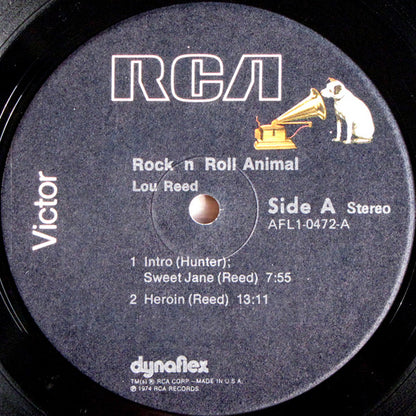 RCA
Victor
Rock n Roll Animal
Lou Reed
Side A Stereo
AFL1-0472-A
1 Intro (Hunter):
Sweet Jane (Reed) 7:55
2 Heroin (Reed) 13:11
dynaflex
TM(s) ® RCA CORP.-MADE IN U.S.A.
℗ 1974 RCA RECORDS